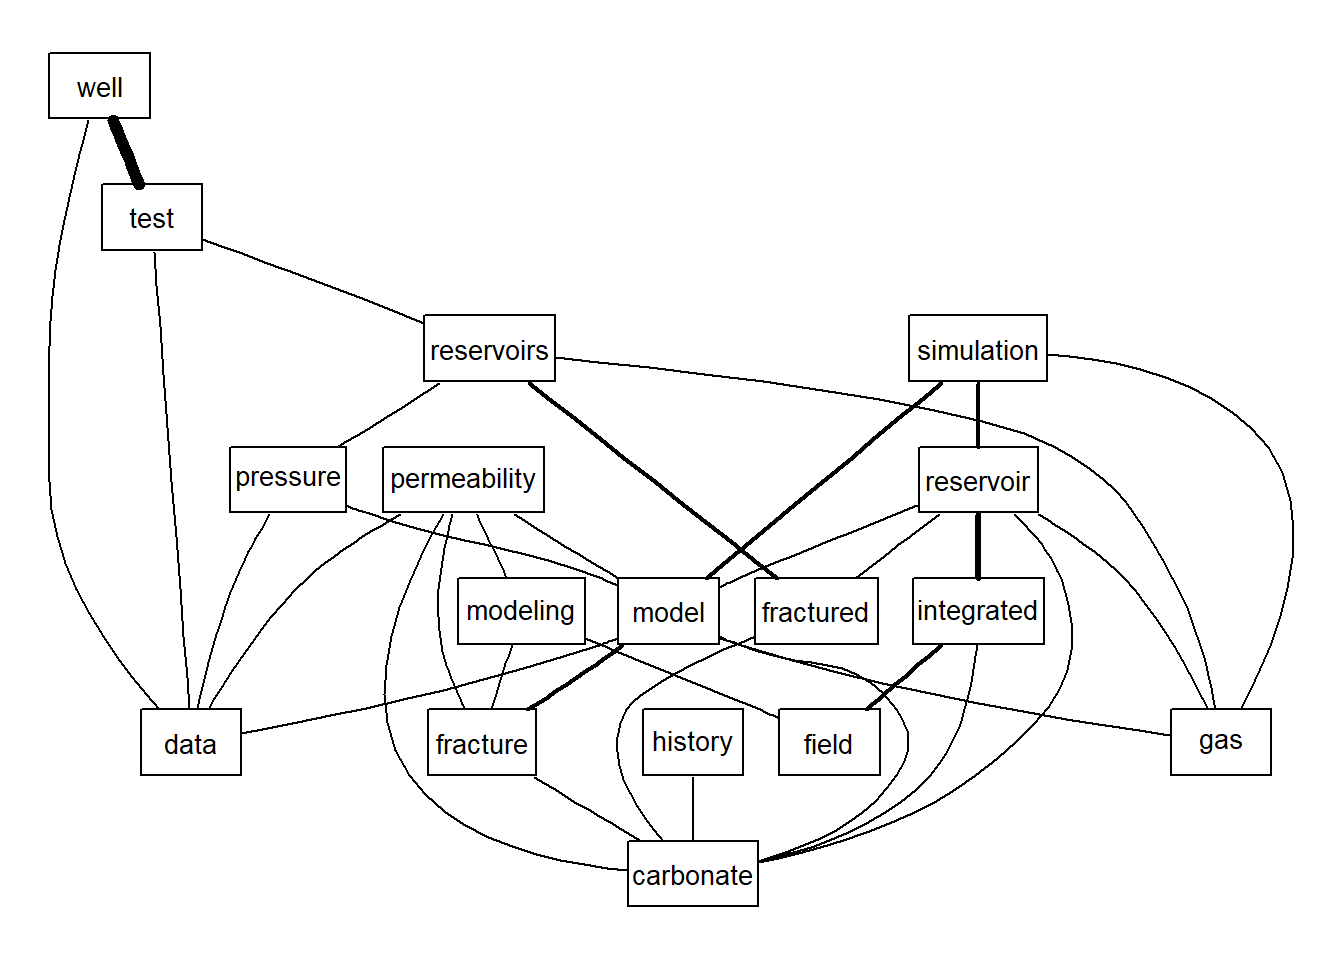 well
test
reservoirs
simulation
pressure
permeability
reservoir
modeling
model
fractured
integrated
data
fracture
history
field
gas
carbonate